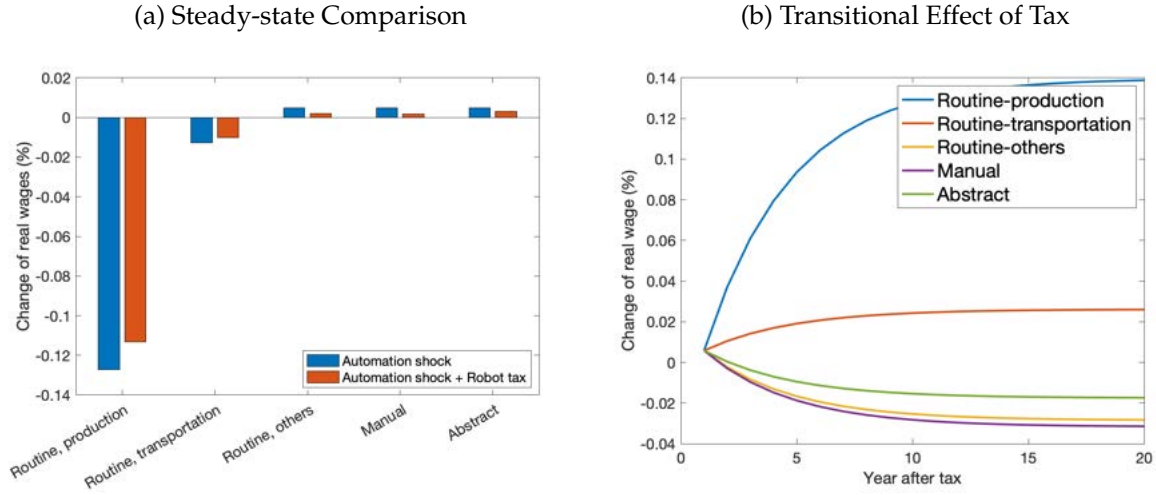 (a) Steady-state Comparison
Change of real wages (%)
0.02
0
-0.02
-0.04
-0.06
-0.08
-0.1
-0.12
-0.14
Automation shock
Automation shock + Robot tax
Routine, production
Routine, transportation
Routine, others
Manual
Abstract
(b) Transitional Effect of Tax
Change of real wage (%)
0.14
0.12
0.1
0.08
0.06
0.04
0.02
0
-0.02
-0.04
Routine-production
Routine-transportation
Routine-others
Manual
Abstract
0
5
10
15
20
Year after tax